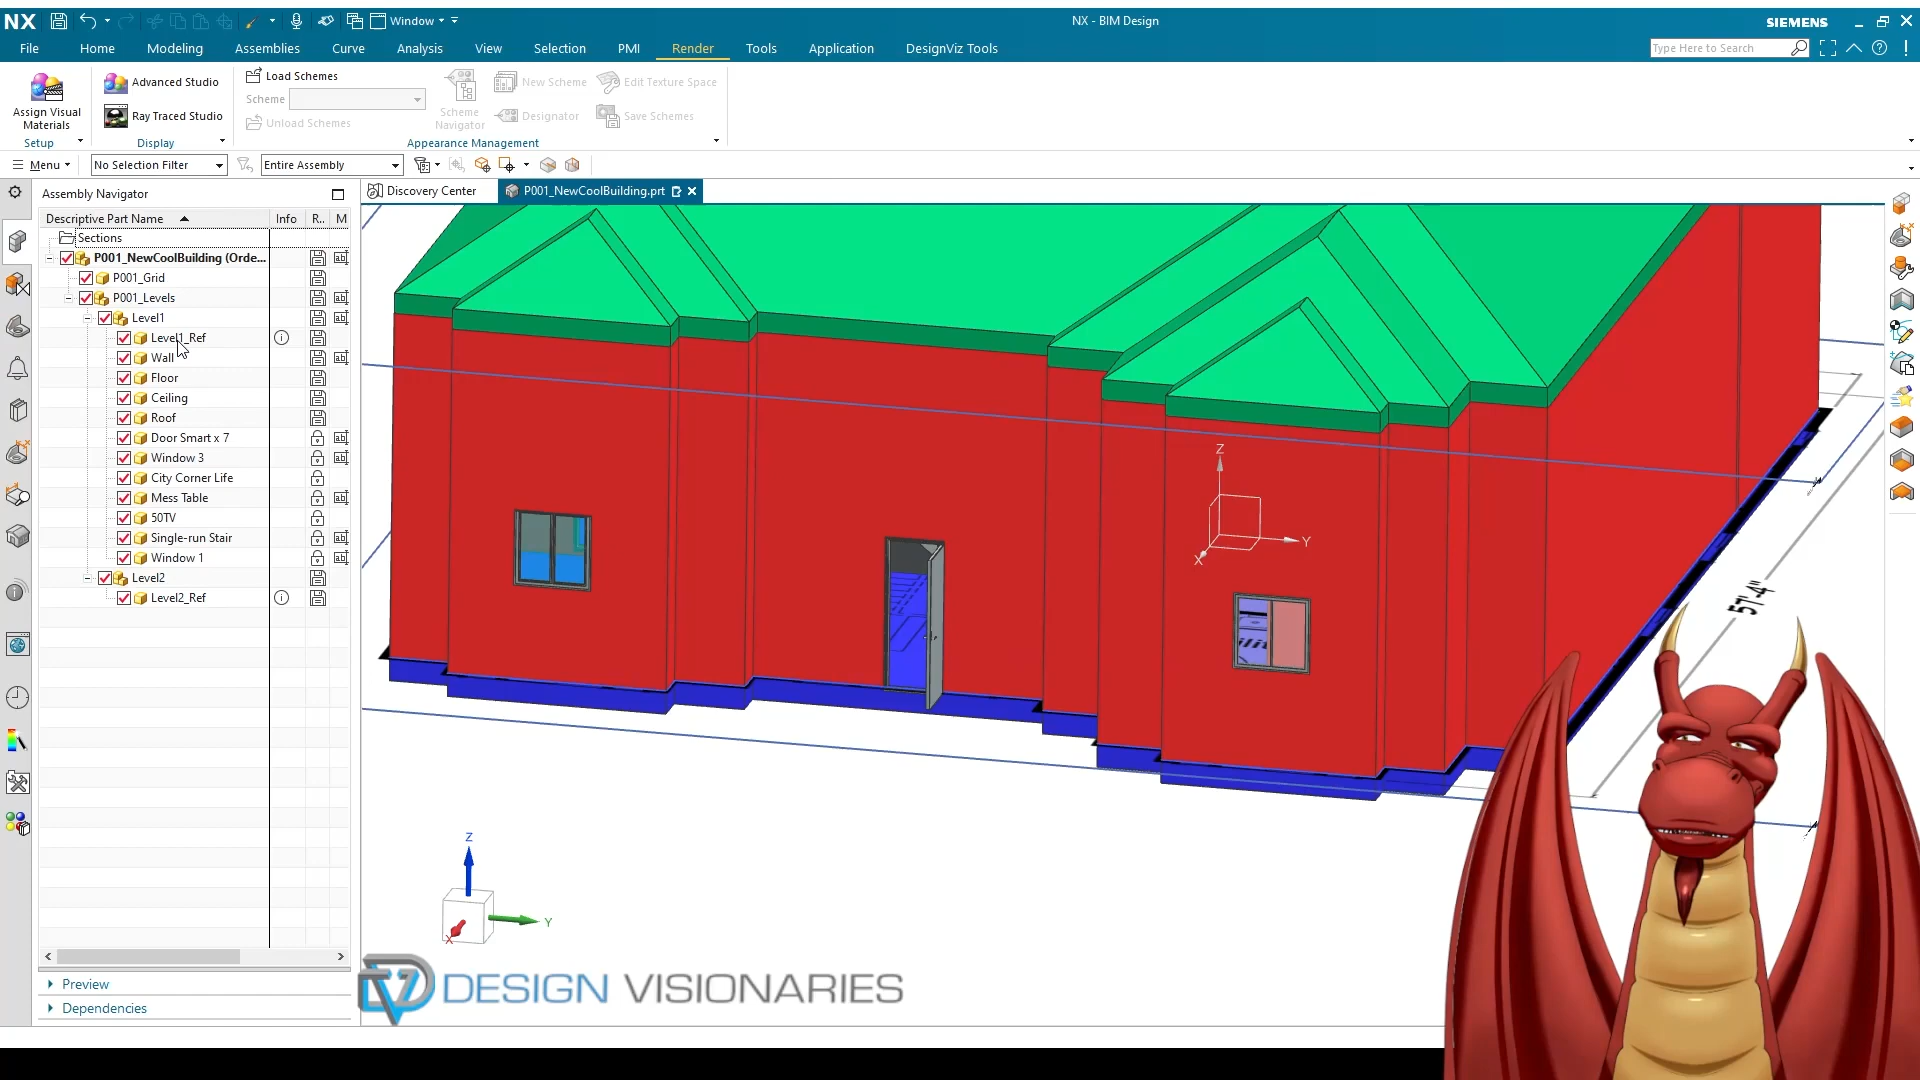 NX
Window
NX - BIM Design
SIEMENS
File
Home
Modeling
Assemblies
Curve
Analysis
View
Selection
PMI
Render
Tools
Application
DesignViz Tools
Type Here to Search
Assign Visual
Materials
Setup
Advanced Studio
Ray Traced Studio
Display
Load Schemes
Scheme
Unload Schemes
Scheme
Navigator
New Scheme
Designator
Edit Texture Space
Save Schemes
Appearance Management
Menu
No Selection Filter
Entire Assembly
Assembly Navigator
Discovery Center
P001_NewCoolBuilding.prt
Descriptive Part Name
Info
R..
M
Sections
P001_NewCoolBuilding (Orde...
P001_Grid
P001_Levels
Level1
Level1_Ref
Wall
Floor
Ceiling
Roof
Door Smart x 7
Window 3
City Corner Life
Mess Table
50TV
Single-run Stair
Window 1
Level2
Level2_Ref
Z
Y
X
57'-4"
Z
Y
X
Preview
Dependencies
DV DESIGN VISIONARIES